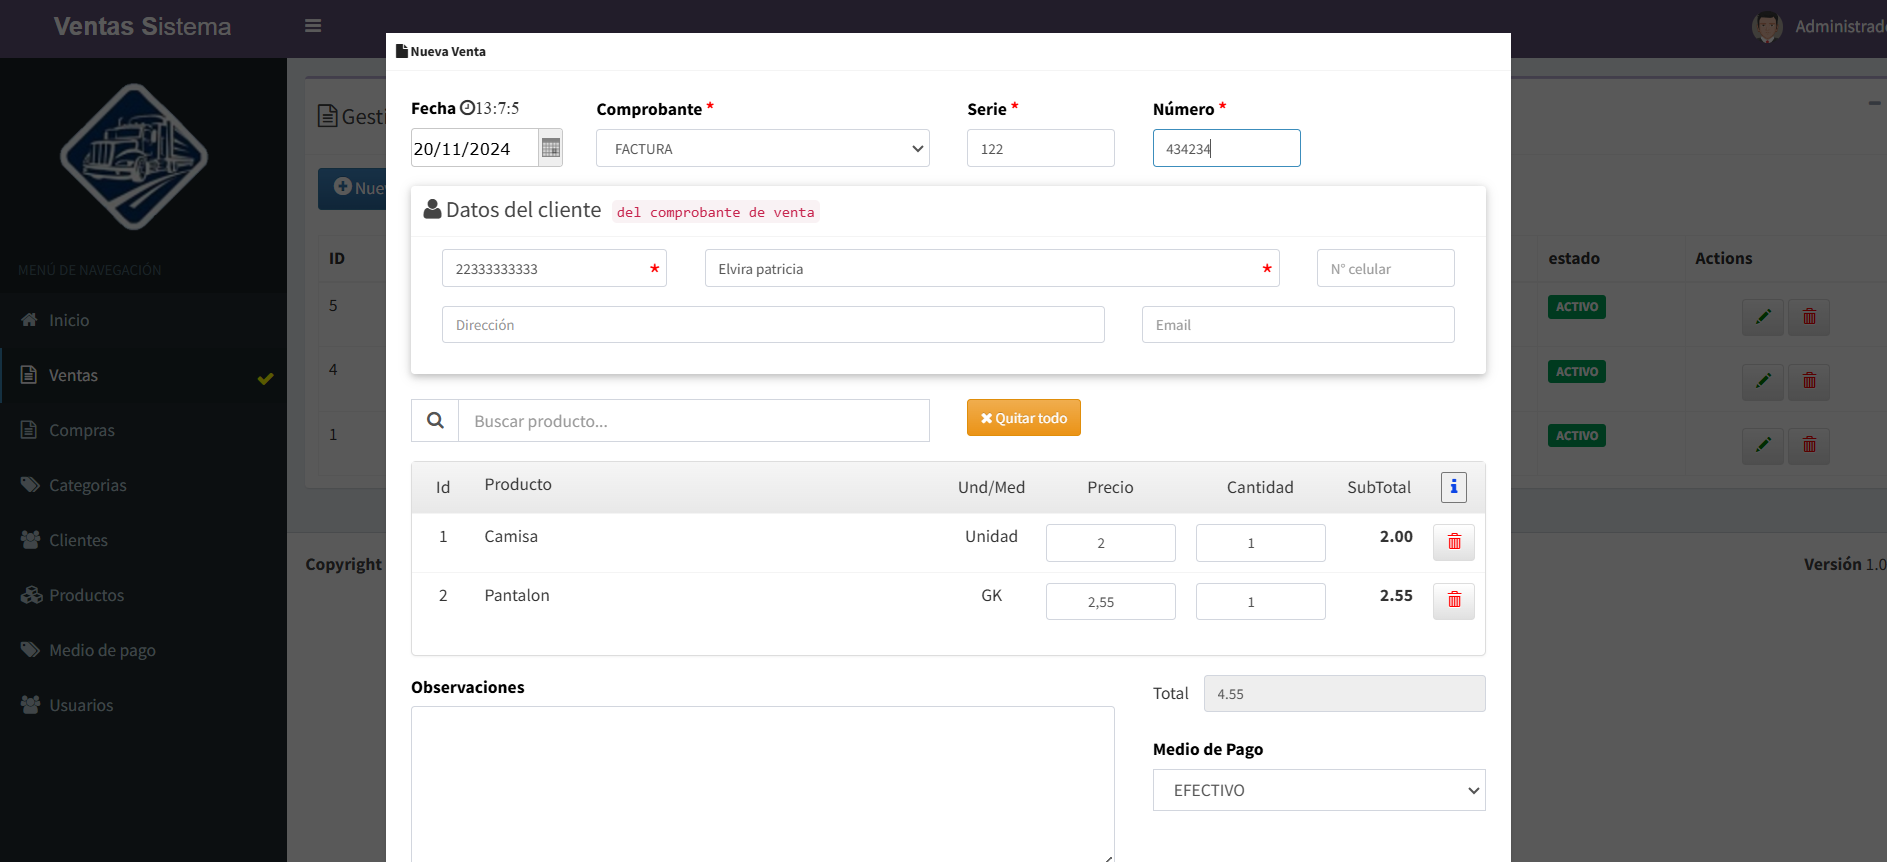 Ventas Sistema
Administrad
Nueva Venta
Gesti
Fecha 13:7:5
Comprobante *
Serie *
Número *
20/11/2024
FACTURA
122
434234
Nue
Datos del cliente del comprobante de venta
MENÚ DE NAVEGACIÓN
ID
estado
Actions
22333333333 *
Elvira patricia *
N° celular
5
ACTIVO
Inicio
Dirección
Email
4
ACTIVO
Ventas
Buscar producto...
Quitar todo
Compras
1
ACTIVO
Categorias
Id
Producto
Und/Med
Precio
Cantidad
SubTotal
Clientes
1
Camisa
Unidad
2
1
2.00
Copyright
Versión 1.0
Productos
2
Pantalon
GK
2,55
1
2.55
Medio de pago
Observaciones
Total
4.55
Usuarios
Medio de Pago
EFECTIVO